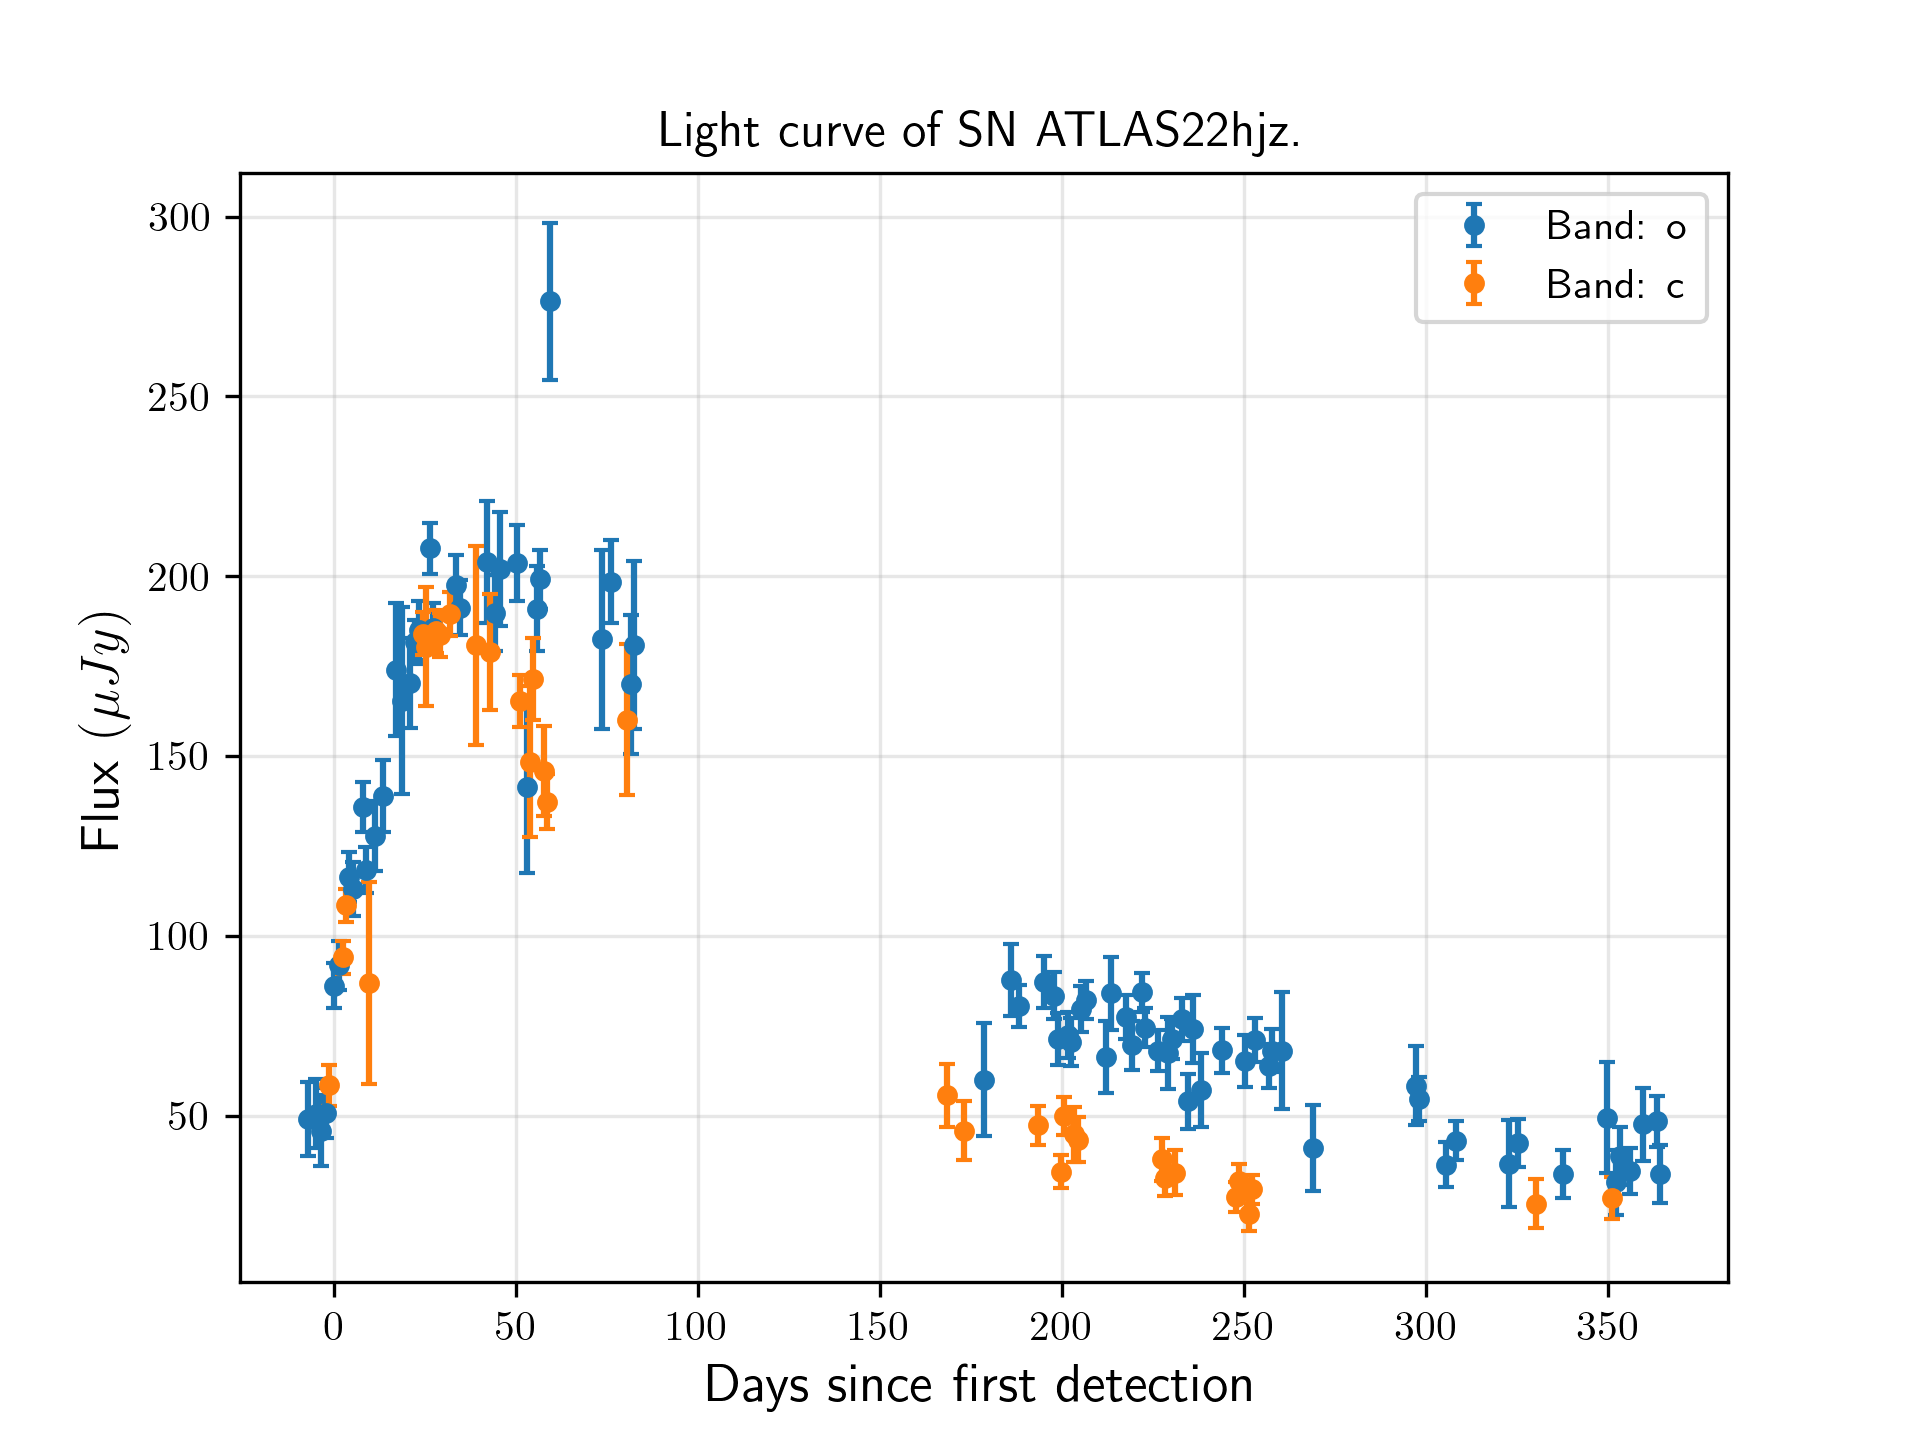 Light curve of SN ATLAS22hjz.
300
250
200
150
100
50
Flux (μJy)
Band: o
Band: c
0 50 100 150 200 250 300 350
Days since first detection